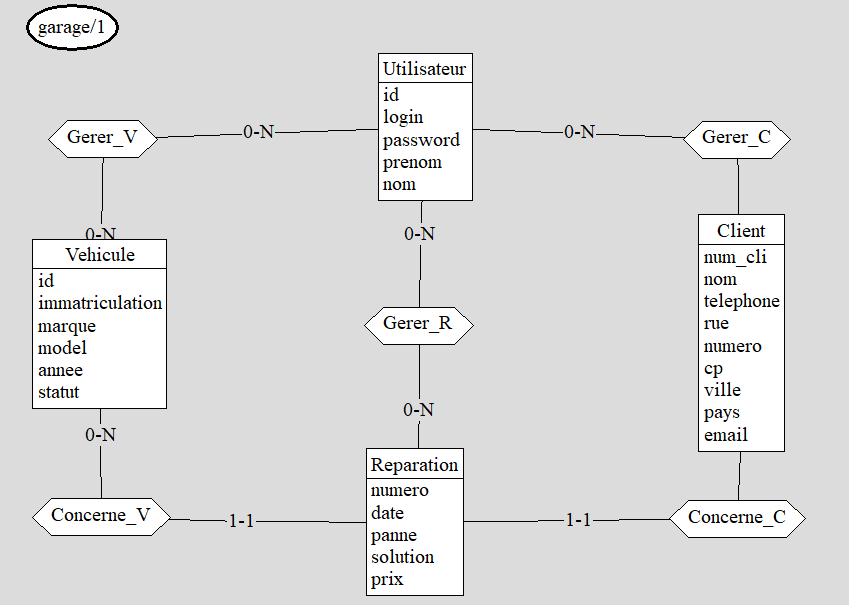 garage/1
Utilisateur
id
login
password
prenom
nom
Gerer_V
0-N
0-N
Gerer_C
0-N
Vehicule
id
immatriculation
marque
model
annee
statut
0-N
Gerer_R
0-N
Client
num_cli
nom
telephone
rue
numero
cp
ville
pays
email
0-N
Reparation
numero
date
panne
solution
prix
Concerne_V
1-1
1-1
Concerne_C